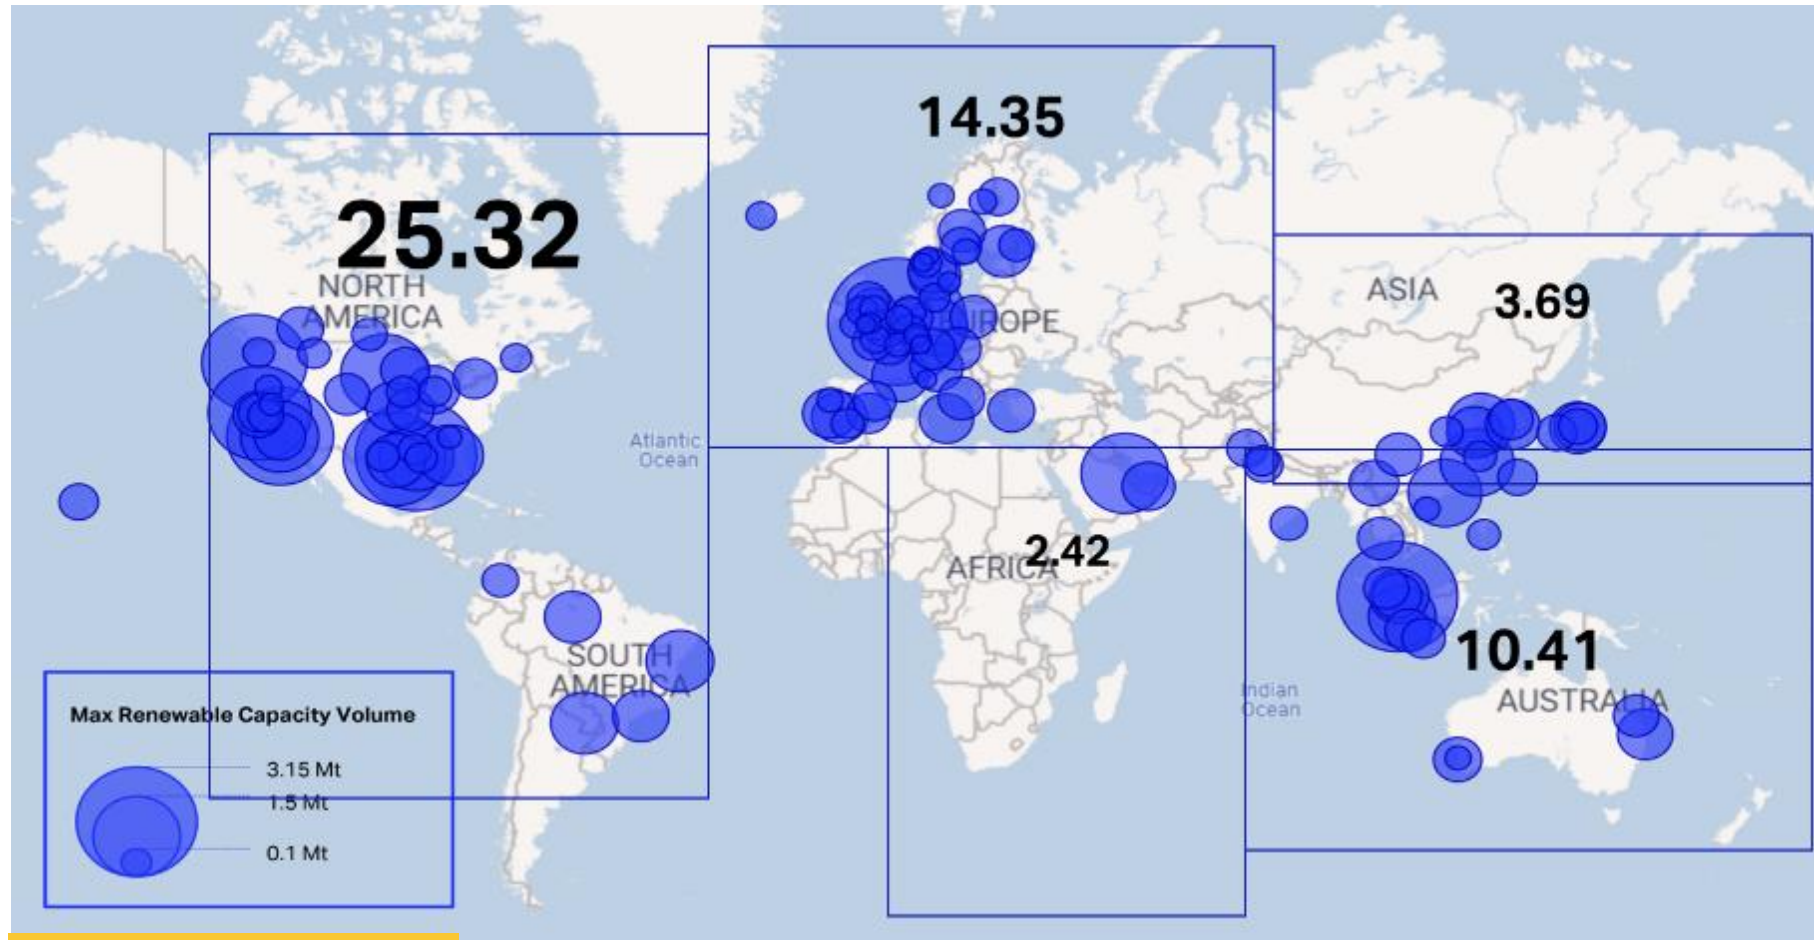 14.35
25.32
NORTH
AMERICA
ASIA
3.69
EUROPE
Atlantic
Ocean
AFRICA
2.42
10.41
SOUTH
AMERICA
Indian
Ocean
AUSTRALIA
Max Renewable Capacity Volume
3.15 Mt
1.5 Mt
0.1 Mt